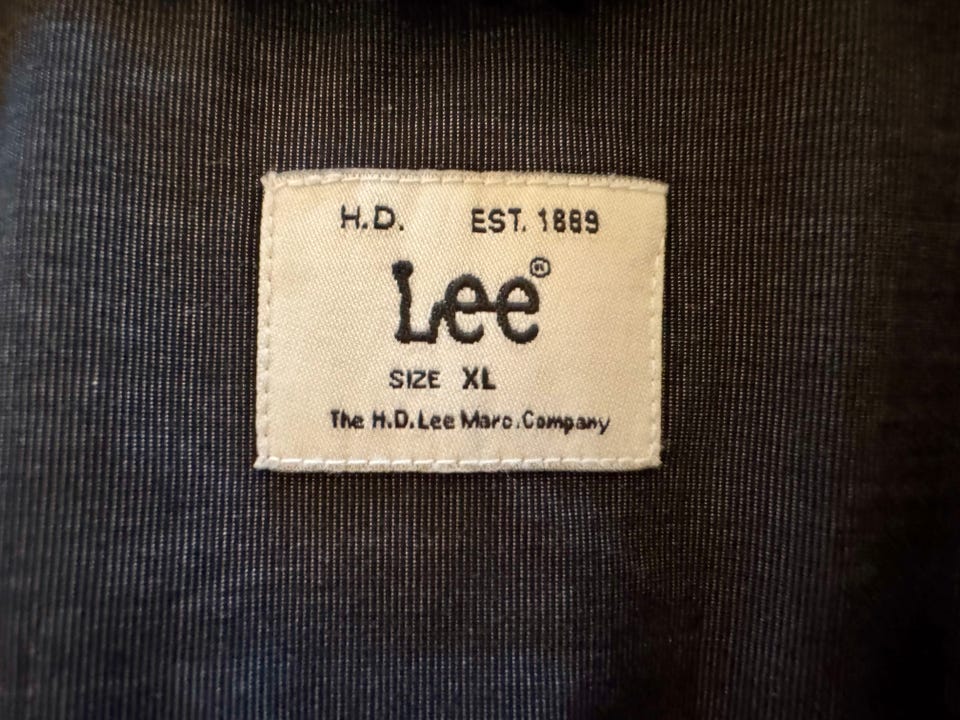 H.D. EST. 1889
Lee®
SIZE XL
The H.D.Lee Marc.Company